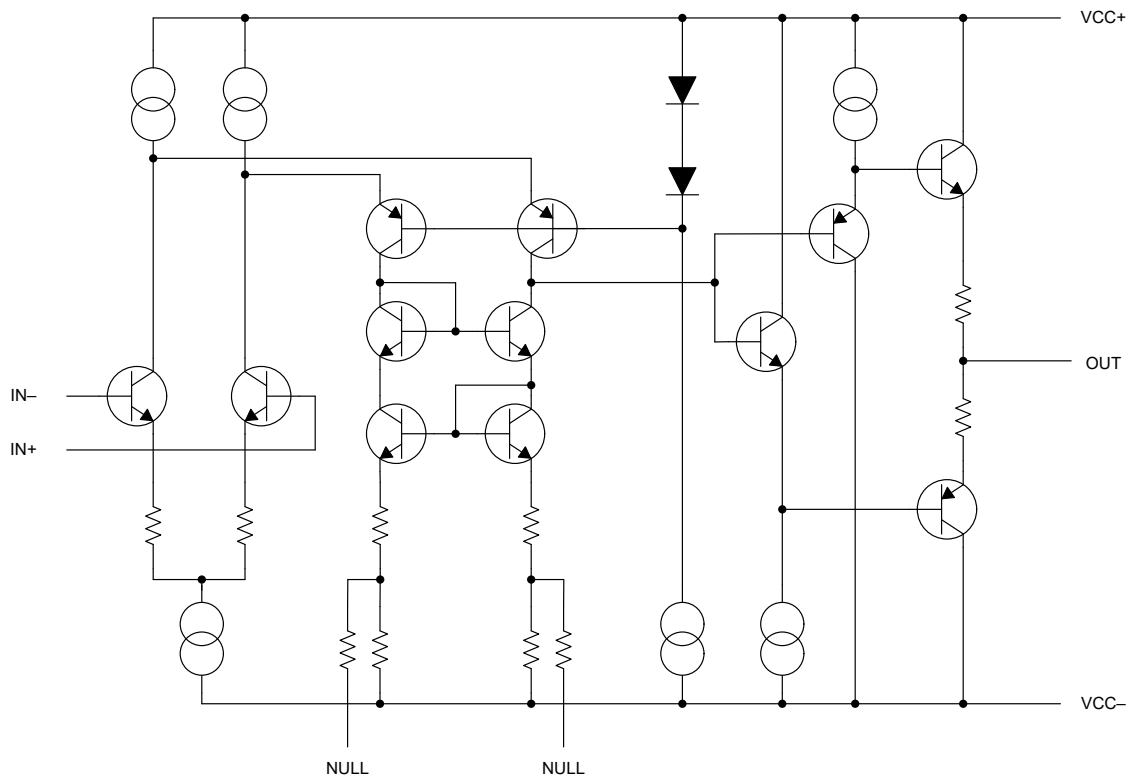 VCC+
OUT
IN–
IN+
VCC–
NULL
NULL